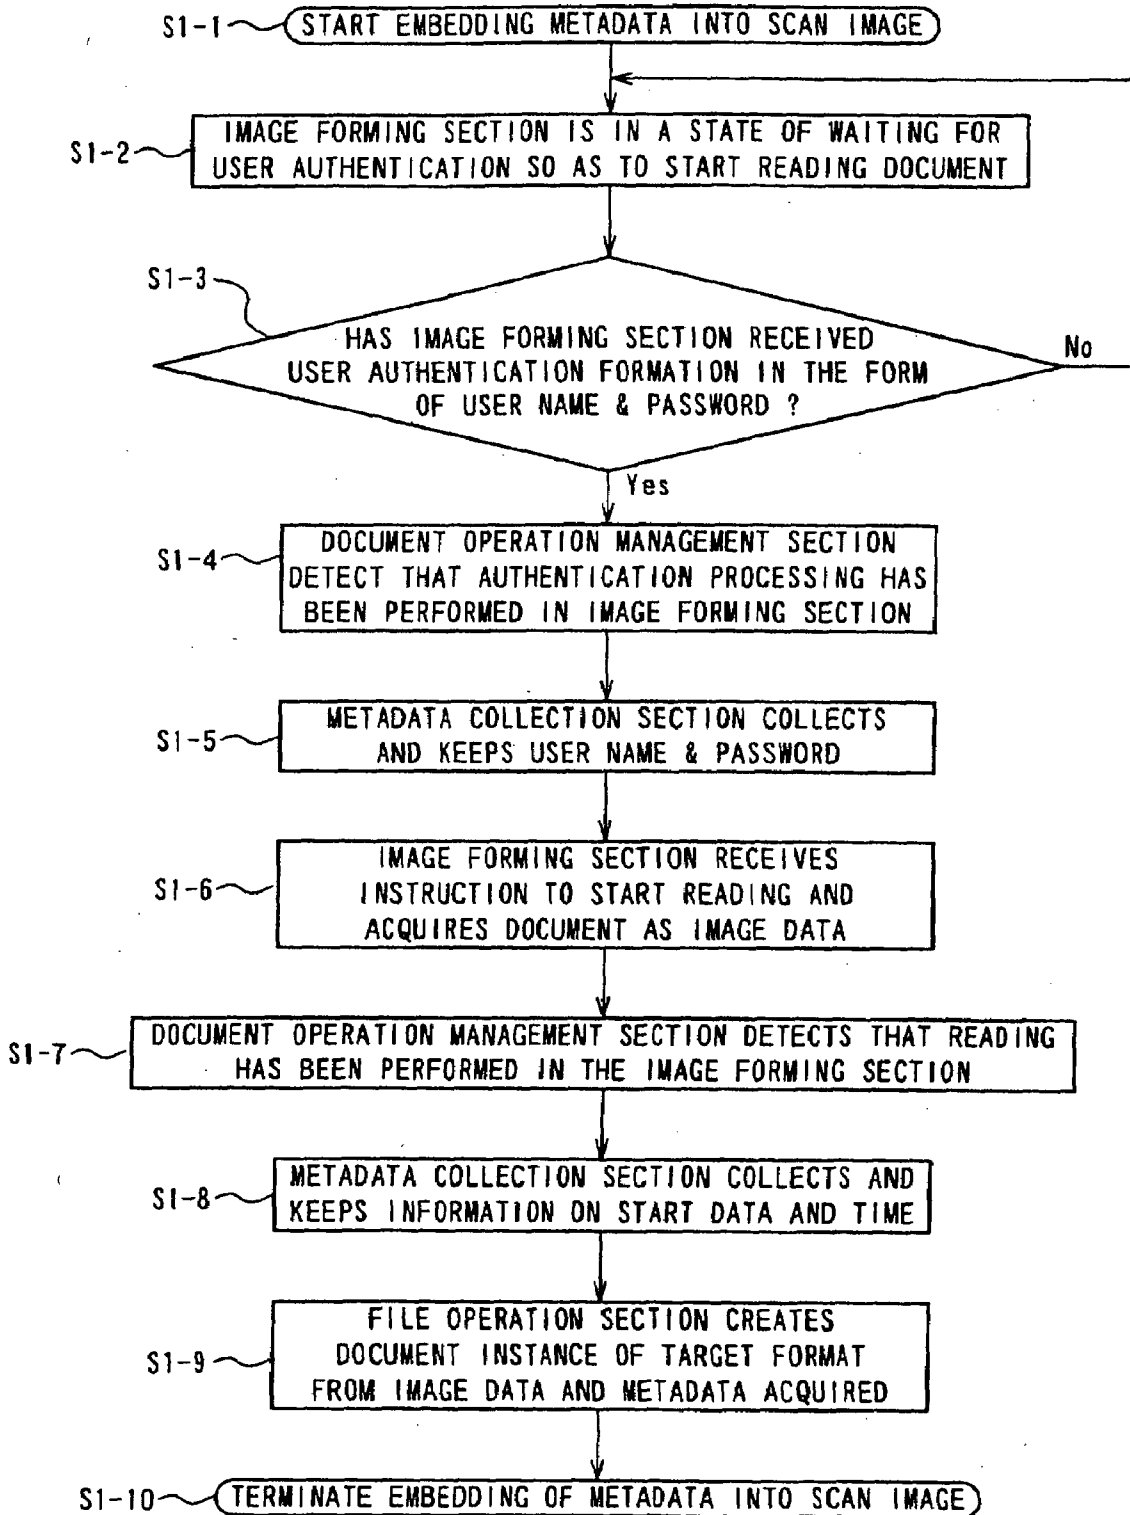 S1-1 START EMBEDDING METADATA INTO SCAN IMAGE
S1-2 IMAGE FORMING SECTION IS IN A STATE OF WAITING FOR
USER AUTHENTICATION SO AS TO START READING DOCUMENT
S1-3
HAS IMAGE FORMING SECTION RECEIVED
USER AUTHENTICATION FORMATION IN THE FORM
OF USER NAME & PASSWORD ?
No
Yes
S1-4 DOCUMENT OPERATION MANAGEMENT SECTION
DETECT THAT AUTHENTICATION PROCESSING HAS
BEEN PERFORMED IN IMAGE FORMING SECTION
S1-5 METADATA COLLECTION SECTION COLLECTS
AND KEEPS USER NAME & PASSWORD
S1-6 IMAGE FORMING SECTION RECEIVES
INSTRUCTION TO START READING AND
ACQUIRES DOCUMENT AS IMAGE DATA
S1-7 DOCUMENT OPERATION MANAGEMENT SECTION DETECTS THAT READING
HAS BEEN PERFORMED IN THE IMAGE FORMING SECTION
S1-8 METADATA COLLECTION SECTION COLLECTS AND
KEEPS INFORMATION ON START DATA AND TIME
S1-9 FILE OPERATION SECTION CREATES
DOCUMENT INSTANCE OF TARGET FORMAT
FROM IMAGE DATA AND METADATA ACQUIRED
S1-10 TERMINATE EMBEDDING OF METADATA INTO SCAN IMAGE